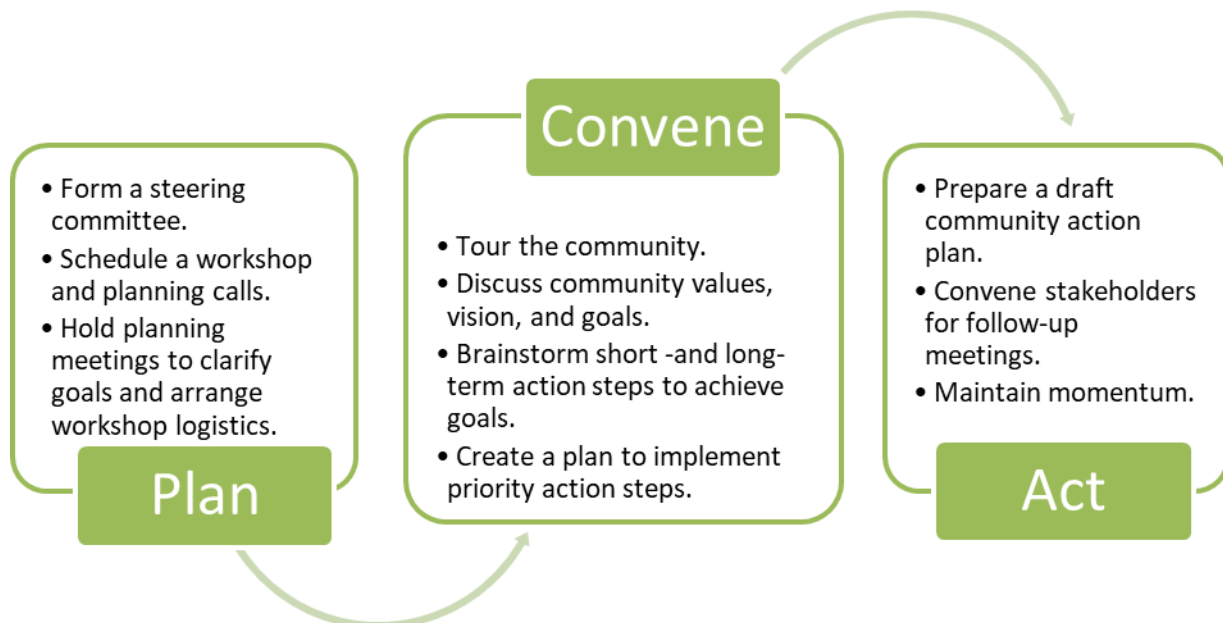 • Form a steering
committee.
• Schedule a workshop
and planning calls.
• Hold planning
meetings to clarify
goals and arrange
workshop logistics.
Plan
Convene
• Tour the community.
• Discuss community values,
vision, and goals.
• Brainstorm short -and long-
term action steps to achieve
goals.
• Create a plan to implement
priority action steps.
• Prepare a draft
community action
plan.
• Convene stakeholders
for follow-up
meetings.
• Maintain momentum.
Act